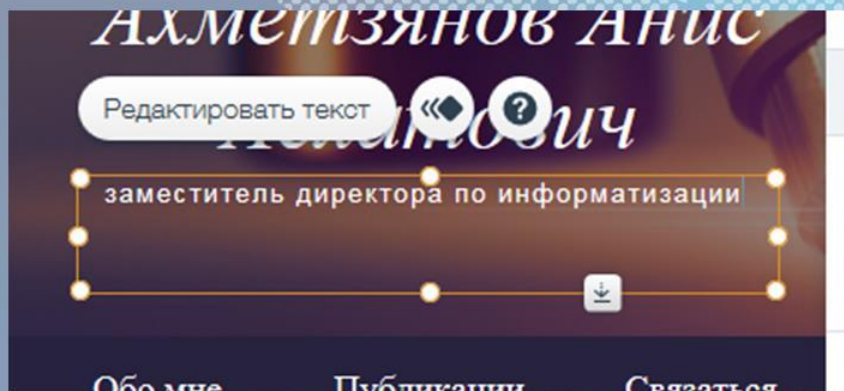 Ахметзянов Анис
Редактировать текст
?
заместитель директора по информатизации
Обо мне
Публикации
Связаться